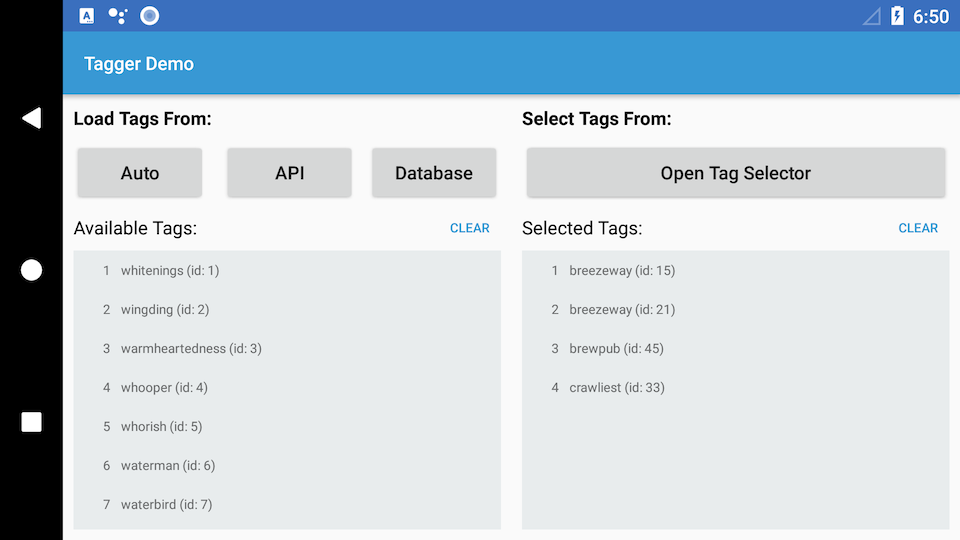 6:50
Tagger Demo
Load Tags From:
Auto API Database
Available Tags: CLEAR
1 whitenings (id: 1)
2 wingding (id: 2)
3 warmheartedness (id: 3)
4 whooper (id: 4)
5 whorish (id: 5)
6 waterman (id: 6)
7 waterbird (id: 7)
Select Tags From:
Open Tag Selector
Selected Tags: CLEAR
1 breezeway (id: 15)
2 breezeway (id: 21)
3 brewpub (id: 45)
4 crawliest (id: 33)